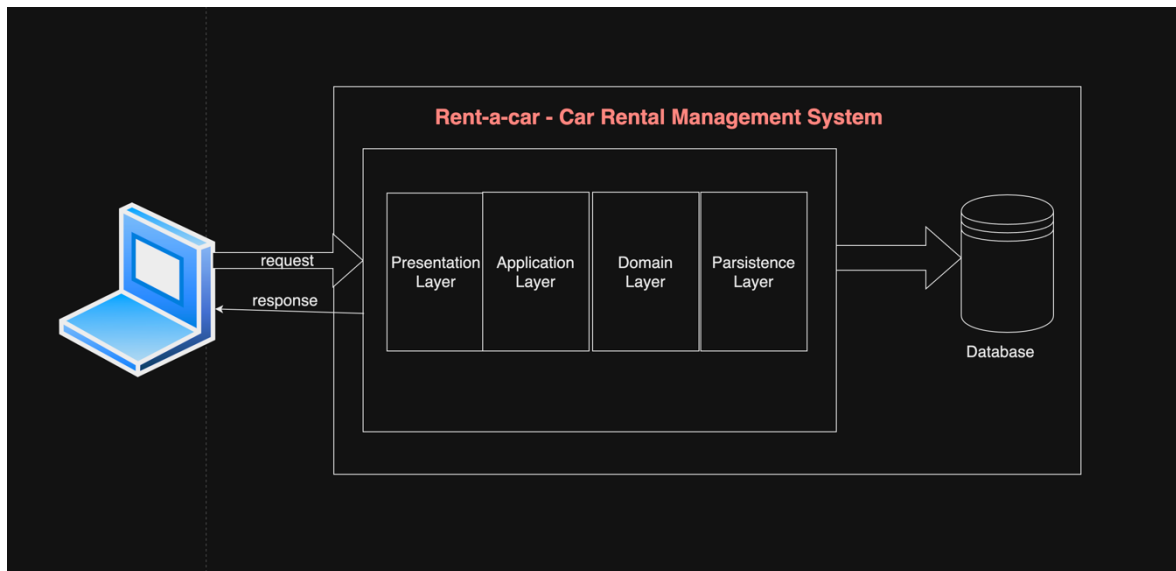 Rent-a-car - Car Rental Management System
request
response
Presentation
Layer
Application
Layer
Domain
Layer
Parsistence
Layer
Database